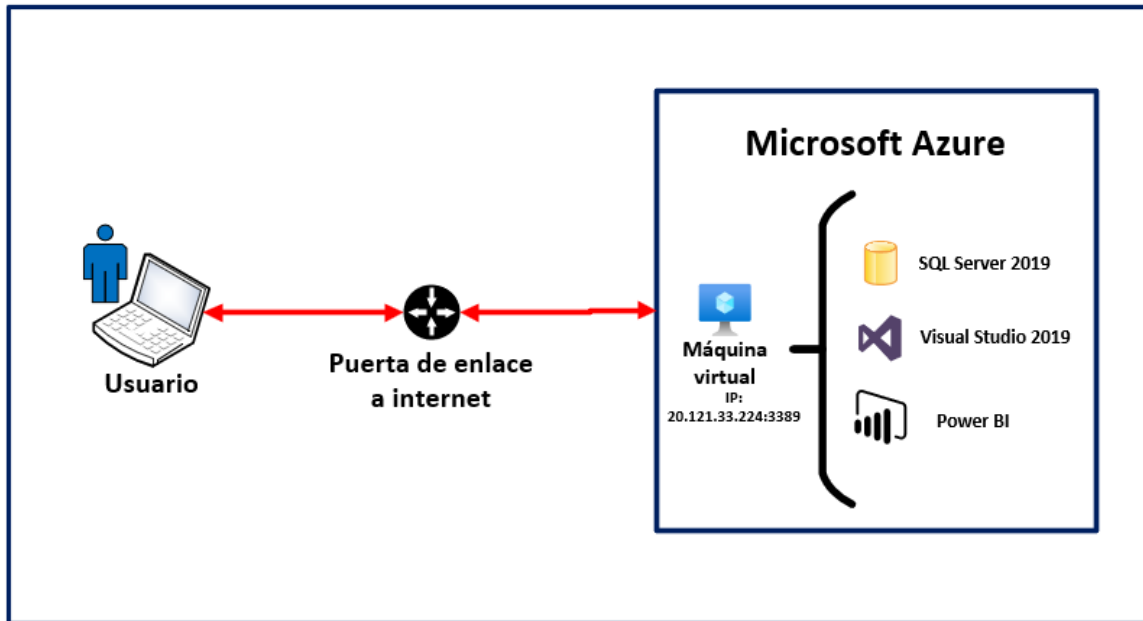 Microsoft Azure
SQL Server 2019
Visual Studio 2019
Power BI
Máquina
virtual
IP:
20.121.33.224:3389
Puerta de enlace
a internet
Usuario